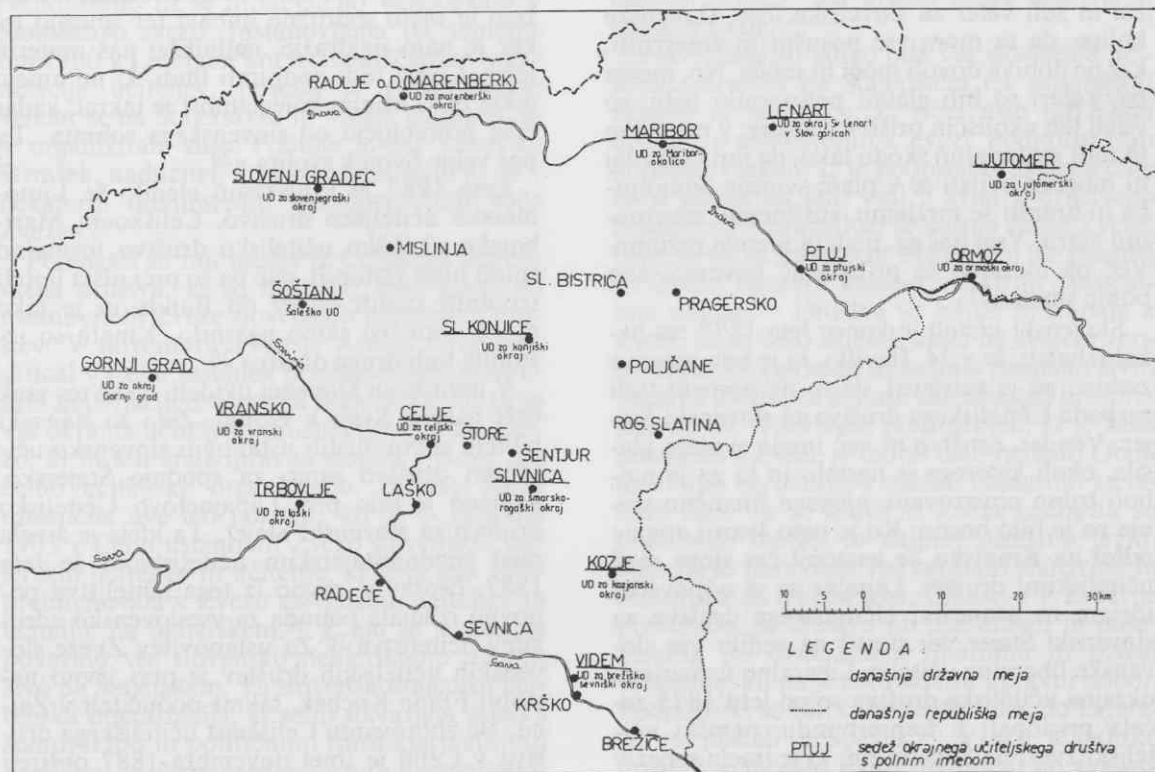 RADLJE o.D.(MARENBERK)
UD za marenberški
okraj
Drava
MARIBOR
UD za Maribor-
okolico
LENART
UD za okraj Sv Lenart
v Slov. goricah
LJUTOMER
UD za ljutomerski
okraj
SLOVENJ GRADEC
UD za slovenjegraški
okraj
Drava
MISLINJA
PTUJ
UD za ptujski
okraj
ORMOŽ
UD za ormoški okraj
SL. BISTRICA
PRAGERSKO
ŠOŠTANJ
Šaleško UD
SL. KONJICE
UD za konjiški
okraj
Savinja
GORNJI GRAD
UD za okraj
Gornji grad
POLJČANE
VRANSKO
UD za vranski
okraj
CELJE
UD za celjski
okraj
ŠTORE
ROG. SLATINA
ŠENTJUR
SLIVNICA
UD za šmarsko-
rogaški okraj
TRBOVLJE
UD za laški
okraj
LAŠKO
Sava
KOZJE
UD za kozjanski
okraj
RADEČE
SEVNICA
Sava
VIDEM
UD za brežiško
sevniški okraj
KRŠKO
BREŽICE
10 0 10 20 30km
LEGENDA
današnja državna meja
današnja republiška meja
PTUJ sedež okrajnega učiteljskega društva
s polnim imenom